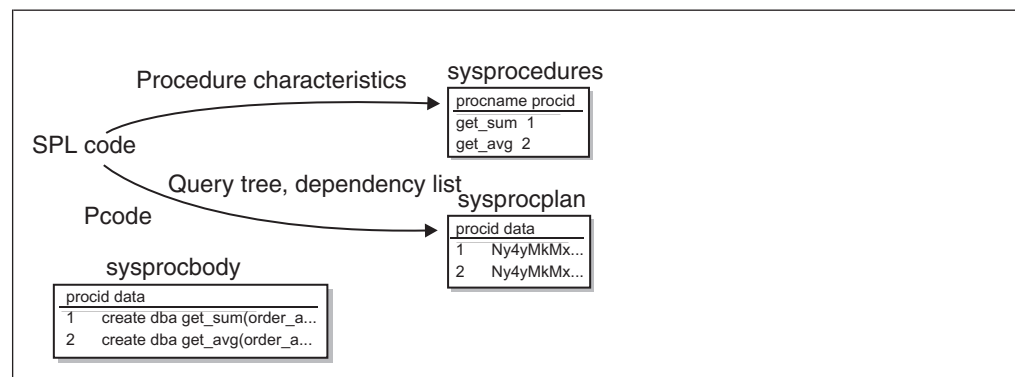 Procedure characteristics
sysprocedures
procname procid
get_sum 1
get_avg 2
SPL code
Query tree, dependency list
Pcode
sysprocplan
procid data
1 Ny4yMkMx...
2 Ny4yMkMx...
sysprocbody
procid data
1 create dba get_sum(order_a...
2 create dba get_avg(order_a...